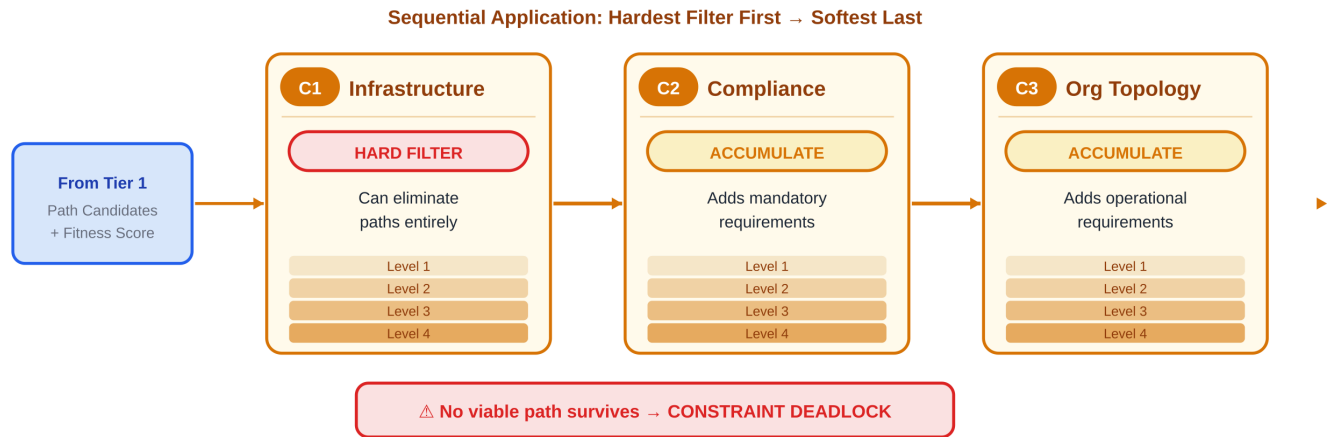 Sequential Application: Hardest Filter First → Softest Last
From Tier 1
Path Candidates
+ Fitness Score
C1 Infrastructure
HARD FILTER
Can eliminate
paths entirely
Level 1
Level 2
Level 3
Level 4
C2 Compliance
ACCUMULATE
Adds mandatory
requirements
Level 1
Level 2
Level 3
Level 4
C3 Org Topology
ACCUMULATE
Adds operational
requirements
Level 1
Level 2
Level 3
Level 4
⚠ No viable path survives → CONSTRAINT DEADLOCK